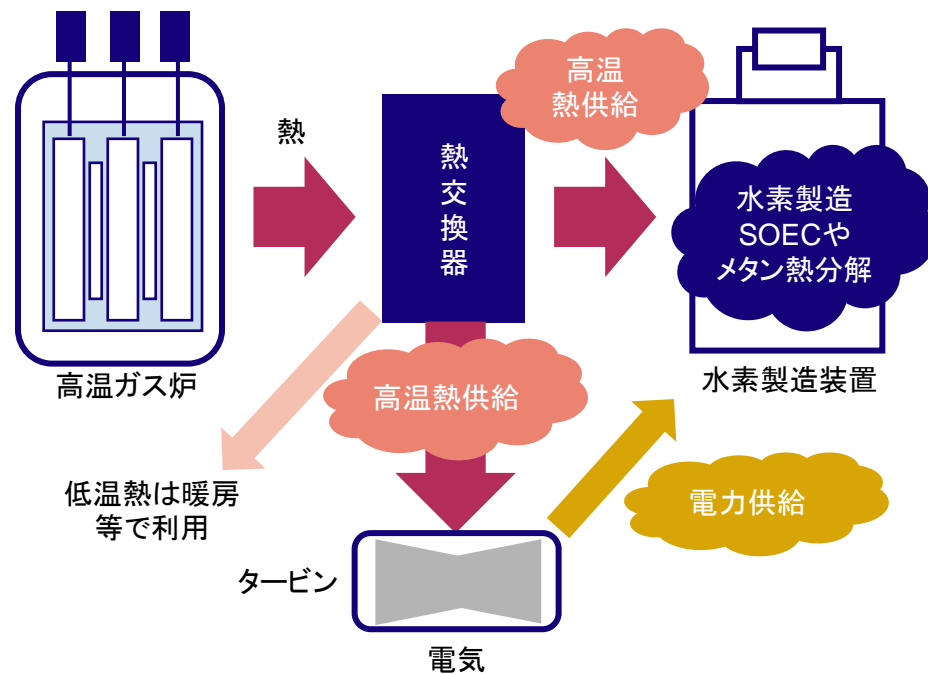 高温
熱供給
熱
熱
交
換
器
水素製造
SOECや
メタン熱分解
高温ガス炉
水素製造装置
高温熱供給
低温熱は暖房
等で利用
電力供給
タービン
電気